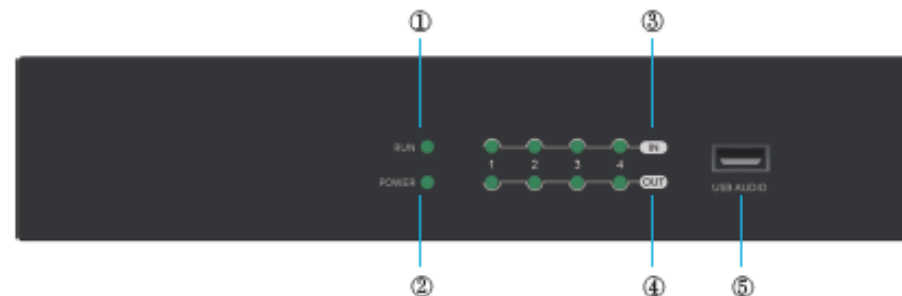 ① ③
RUN IN
1 2 3 4
POWER OUT
USB AUDIO
② ④ ⑤